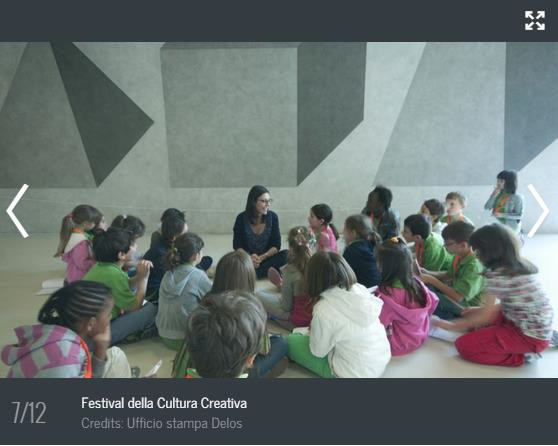 7/12
Festival della Cultura Creativa
Credits: Ufficio stampa Delos